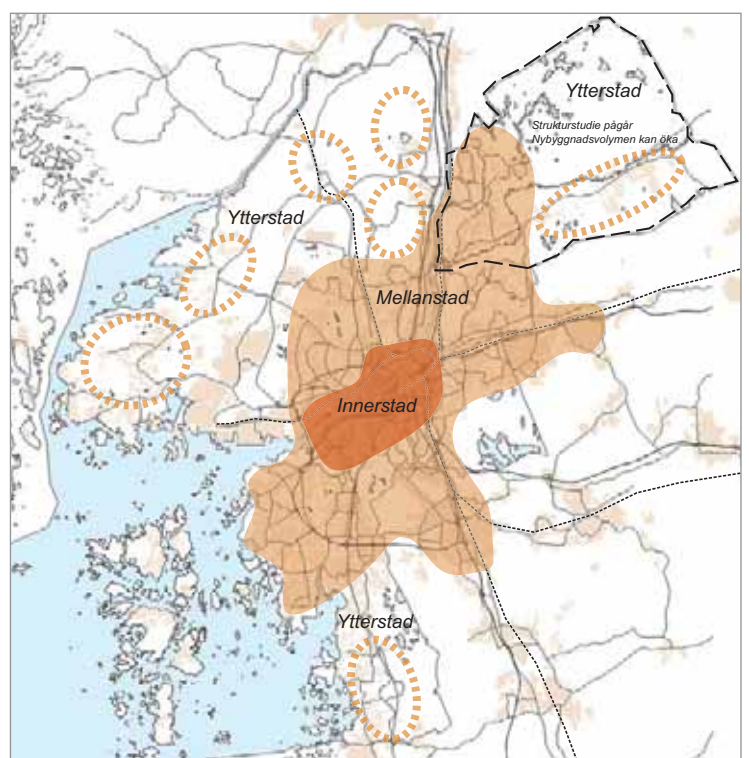 Ytterstad
Strukturstudie pågår
Nybyggnadsvolymen kan öka
Ytterstad
Mellanstad
Innerstad
Ytterstad